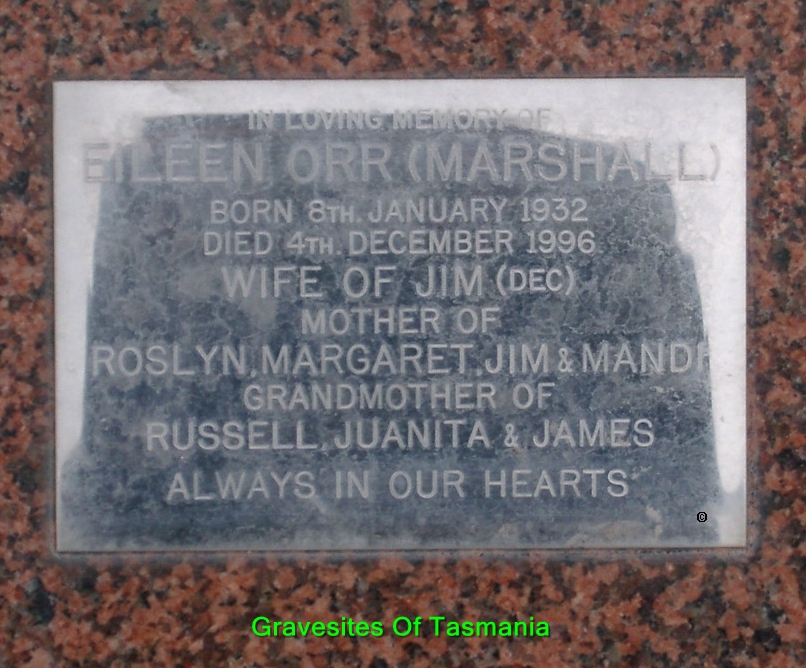 IN LOVING MEMORY OF
EILEEN ORR (MARSHALL)
BORN 8TH. JANUARY 1932
DIED 4TH. DECEMBER 1996
WIFE OF JIM (DEC)
MOTHER OF
ROSLYN, MARGARET, JIM & MANDI
GRANDMOTHER OF
RUSSELL, JUANITA & JAMES
ALWAYS IN OUR HEARTS
©
Gravesites Of Tasmania